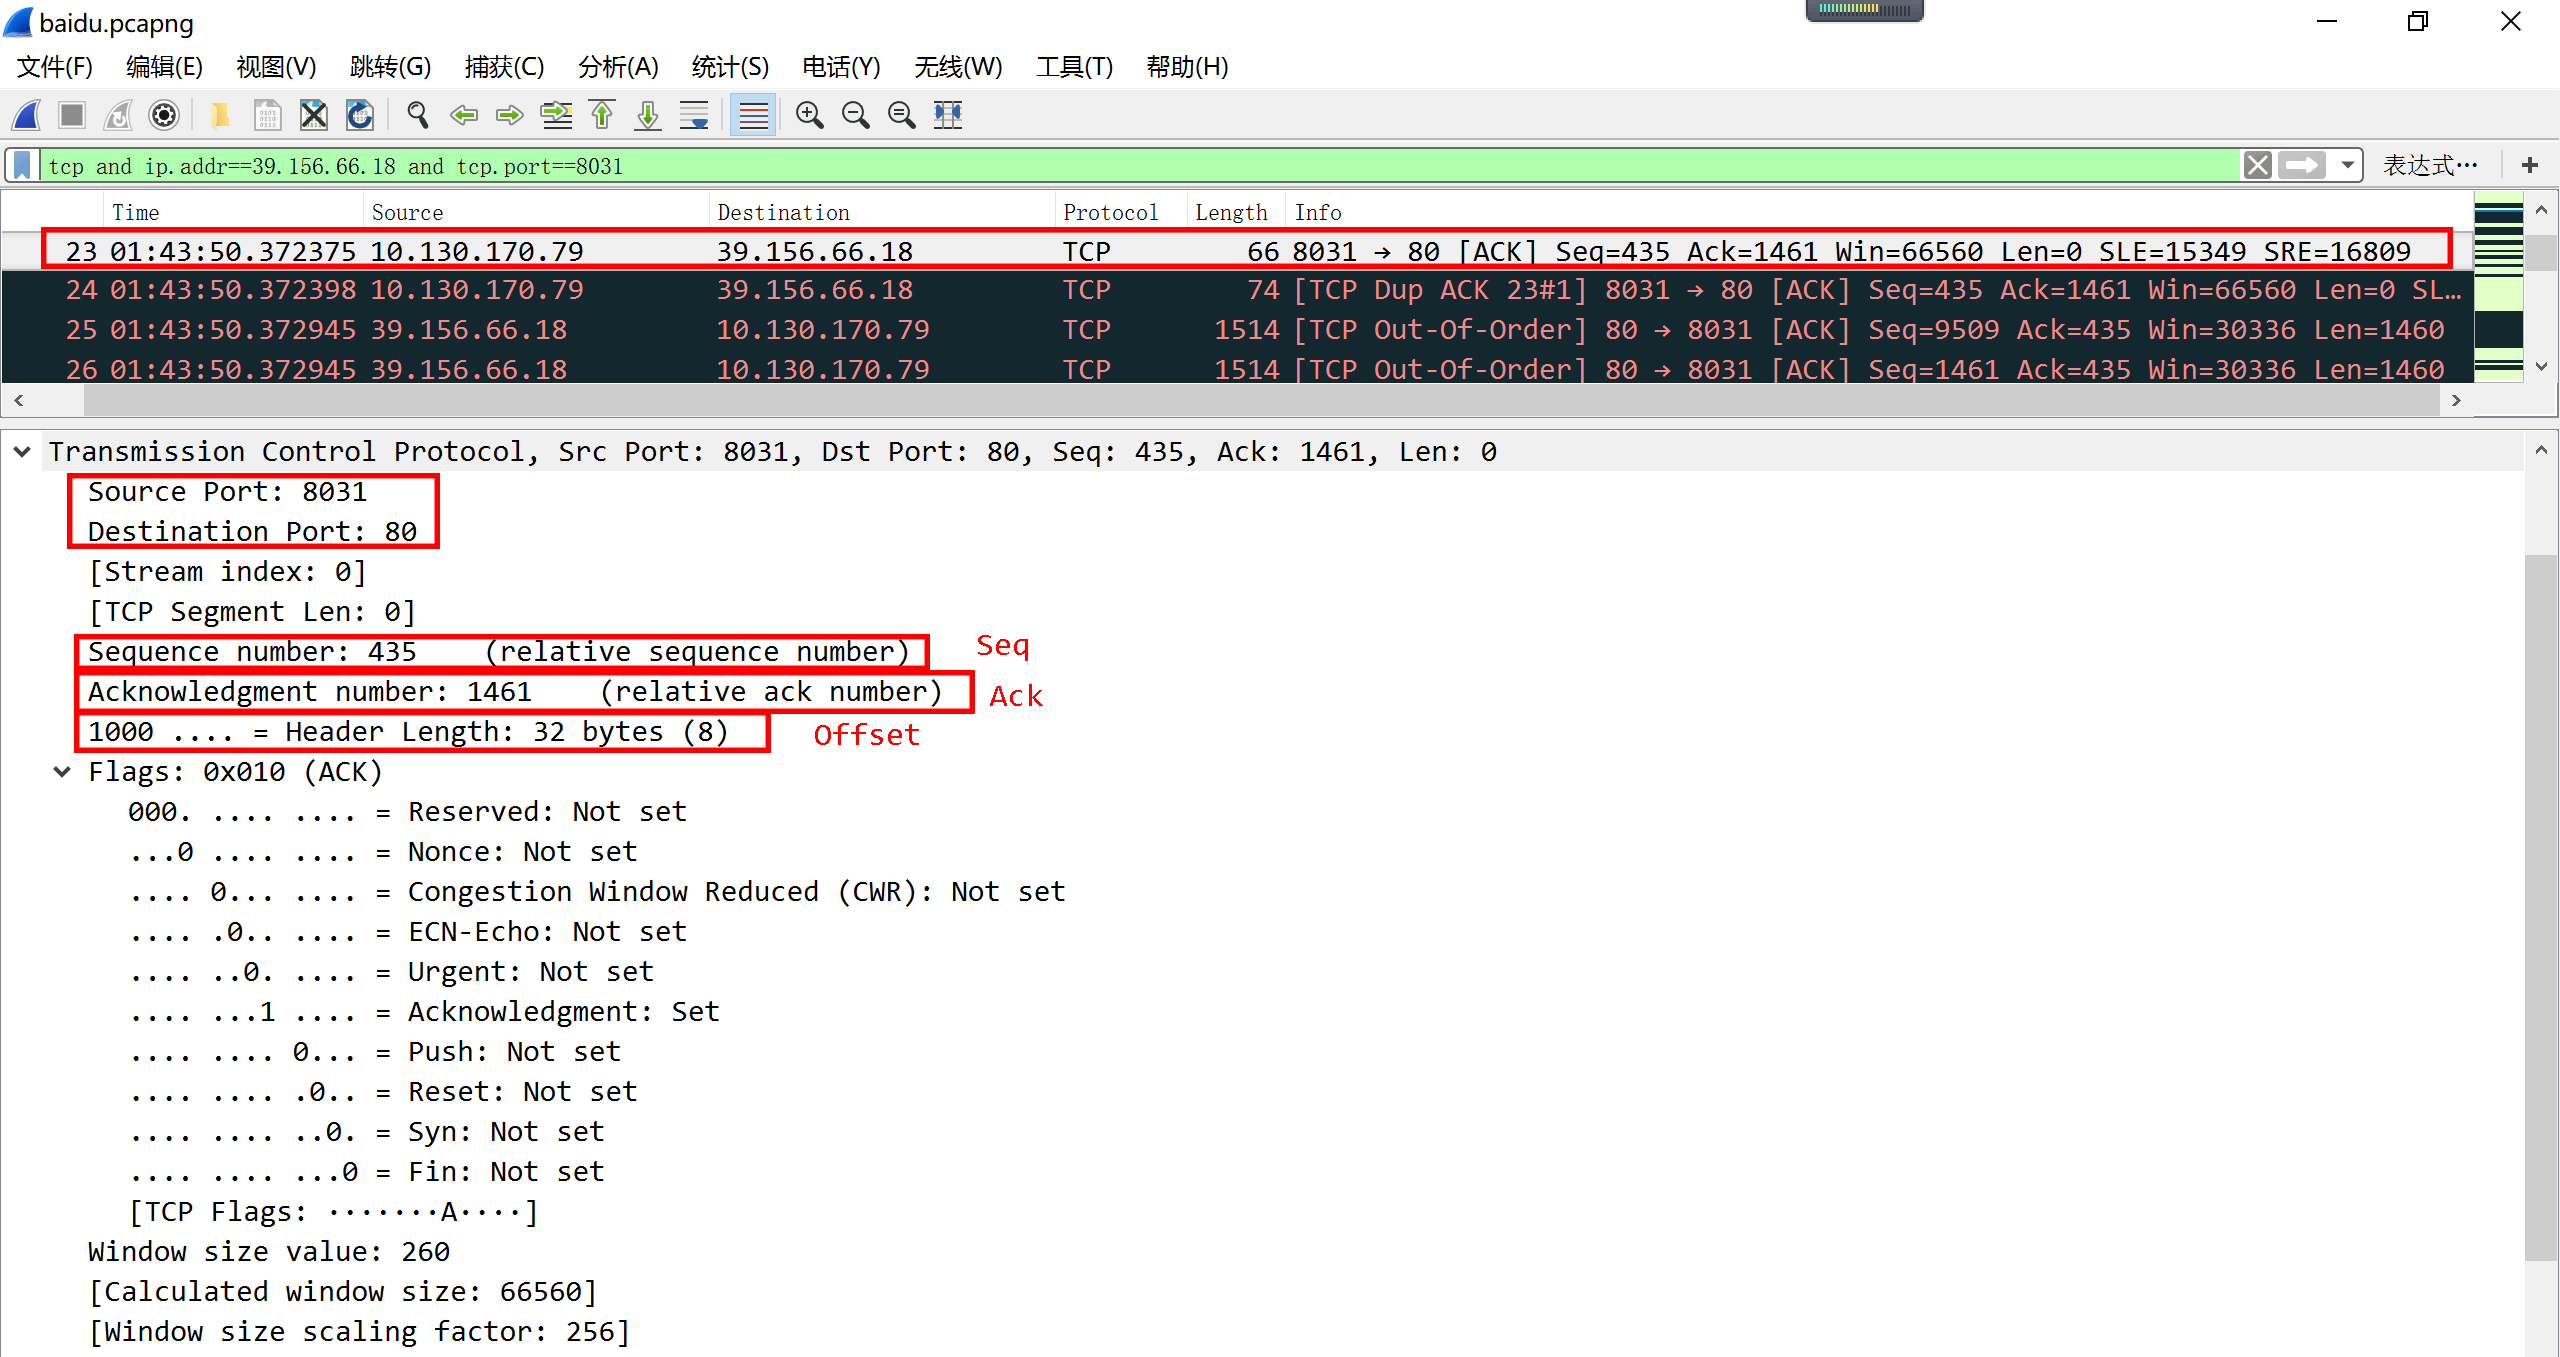 baidu.pcapng
文件(F) 编辑(E) 视图(V) 跳转(G) 捕获(C) 分析(A) 统计(S) 电话(Y) 无线(W) 工具(T) 帮助(H)
tcp and ip.addr==39.156.66.18 and tcp.port==8031 表达式… +
Time Source Destination Protocol Length Info
23 01:43:50.372375 10.130.170.79 39.156.66.18 TCP 66 8031 → 80 [ACK] Seq=435 Ack=1461 Win=66560 Len=0 SLE=15349 SRE=16809
24 01:43:50.372398 10.130.170.79 39.156.66.18 TCP 74 [TCP Dup ACK 23#1] 8031 → 80 [ACK] Seq=435 Ack=1461 Win=66560 Len=0 SL…
25 01:43:50.372945 39.156.66.18 10.130.170.79 TCP 1514 [TCP Out-Of-Order] 80 → 8031 [ACK] Seq=9509 Ack=435 Win=30336 Len=1460
26 01:43:50.372945 39.156.66.18 10.130.170.79 TCP 1514 [TCP Out-Of-Order] 80 → 8031 [ACK] Seq=1461 Ack=435 Win=30336 Len=1460
Transmission Control Protocol, Src Port: 8031, Dst Port: 80, Seq: 435, Ack: 1461, Len: 0
Source Port: 8031
Destination Port: 80
[Stream index: 0]
[TCP Segment Len: 0]
Sequence number: 435 (relative sequence number) Seq
Acknowledgment number: 1461 (relative ack number) Ack
1000 .... = Header Length: 32 bytes (8) Offset
Flags: 0x010 (ACK)
000. .... .... = Reserved: Not set
...0 .... .... = Nonce: Not set
.... 0... .... = Congestion Window Reduced (CWR): Not set
.... .0.. .... = ECN-Echo: Not set
.... ..0. .... = Urgent: Not set
.... ...1 .... = Acknowledgment: Set
.... .... 0... = Push: Not set
.... .... .0.. = Reset: Not set
.... .... ..0. = Syn: Not set
.... .... ...0 = Fin: Not set
[TCP Flags: ·······A····]
Window size value: 260
[Calculated window size: 66560]
[Window size scaling factor: 256]